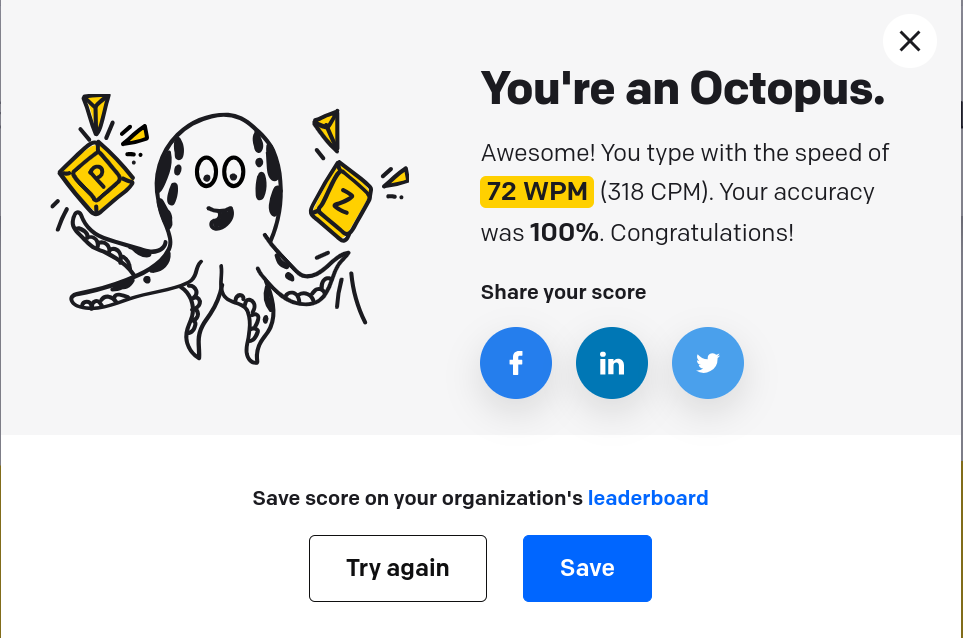 You're an Octopus.
Awesome! You type with the speed of
72 WPM (318 CPM). Your accuracy
was 100%. Congratulations!
P
Z
Share your score
f
in
Save score on your organization's leaderboard
Try again
Save